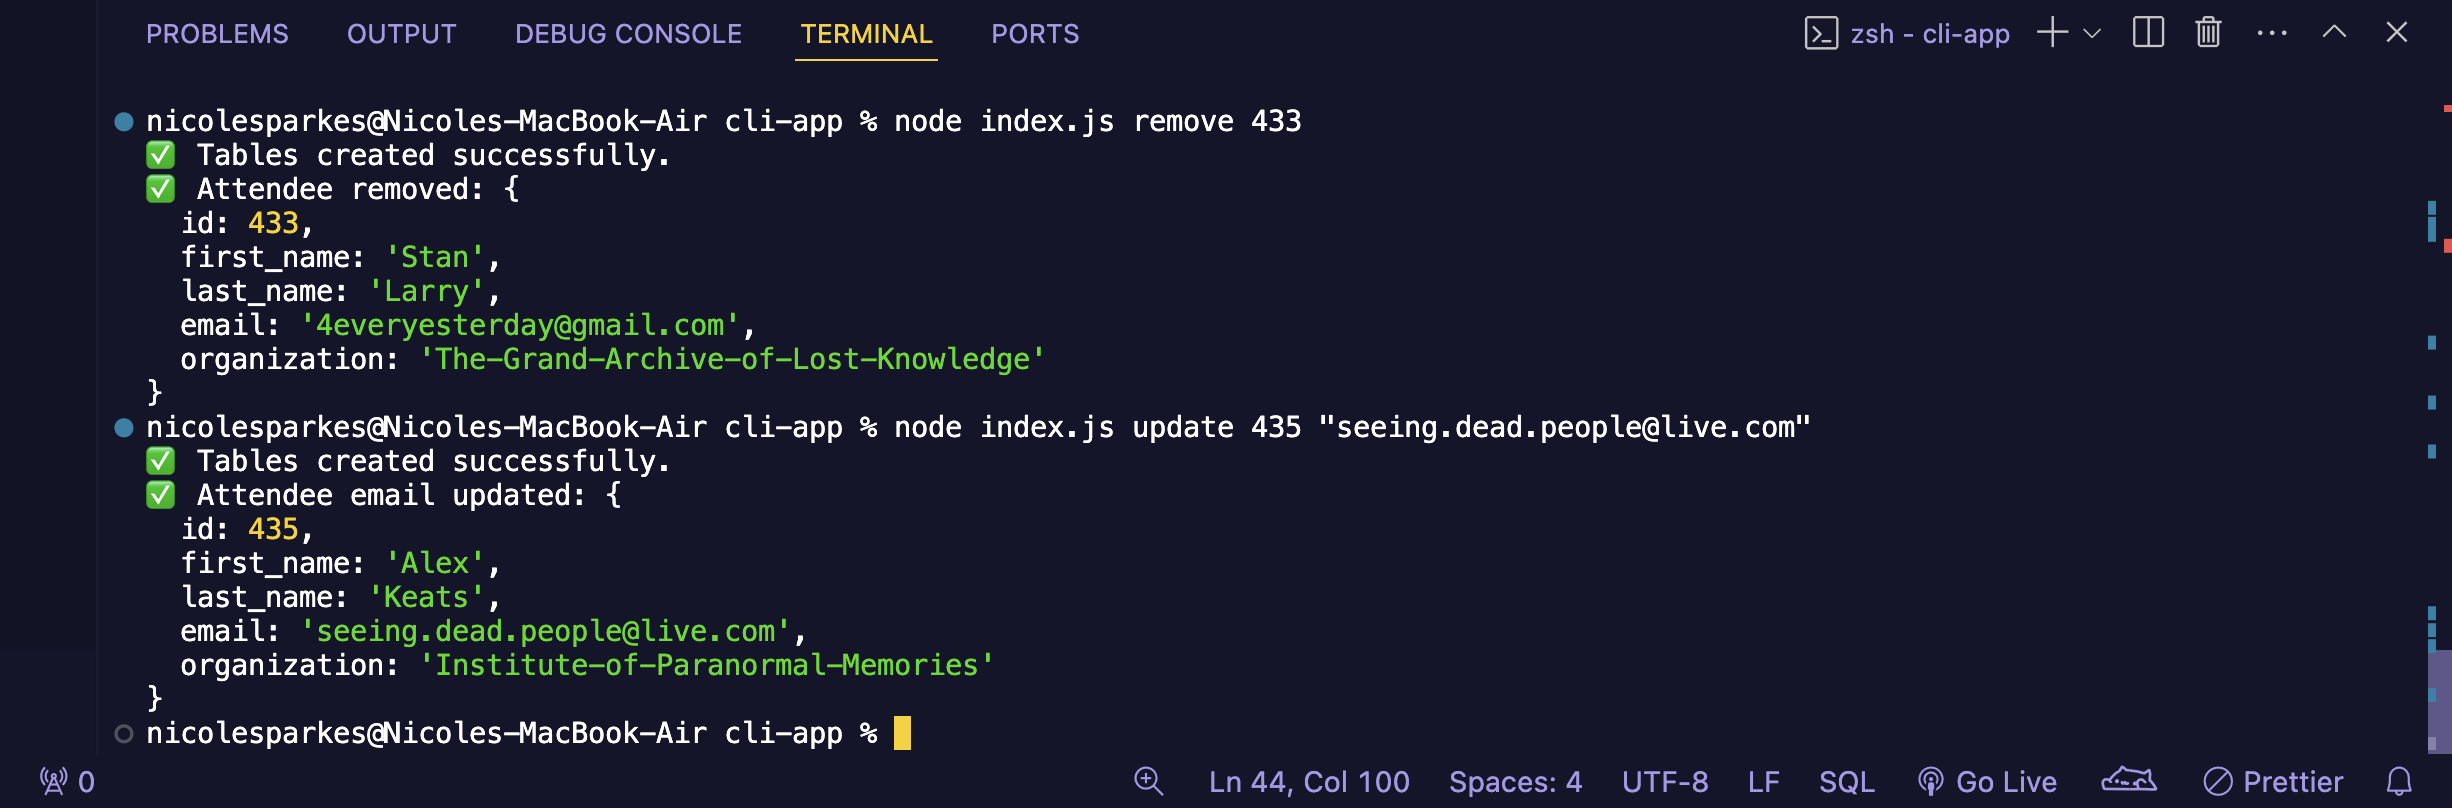 PROBLEMS OUTPUT DEBUG CONSOLE TERMINAL PORTS zsh - cli-app
nicolesparkes@Nicoles-MacBook-Air cli-app % node index.js remove 433
✅ Tables created successfully.
✅ Attendee removed: {
  id: 433,
  first_name: 'Stan',
  last_name: 'Larry',
  email: '4everyesterday@gmail.com',
  organization: 'The-Grand-Archive-of-Lost-Knowledge'
}
nicolesparkes@Nicoles-MacBook-Air cli-app % node index.js update 435 "seeing.dead.people@live.com"
✅ Tables created successfully.
✅ Attendee email updated: {
  id: 435,
  first_name: 'Alex',
  last_name: 'Keats',
  email: 'seeing.dead.people@live.com',
  organization: 'Institute-of-Paranormal-Memories'
}
nicolesparkes@Nicoles-MacBook-Air cli-app %
0 Ln 44, Col 100 Spaces: 4 UTF-8 LF SQL Go Live Prettier